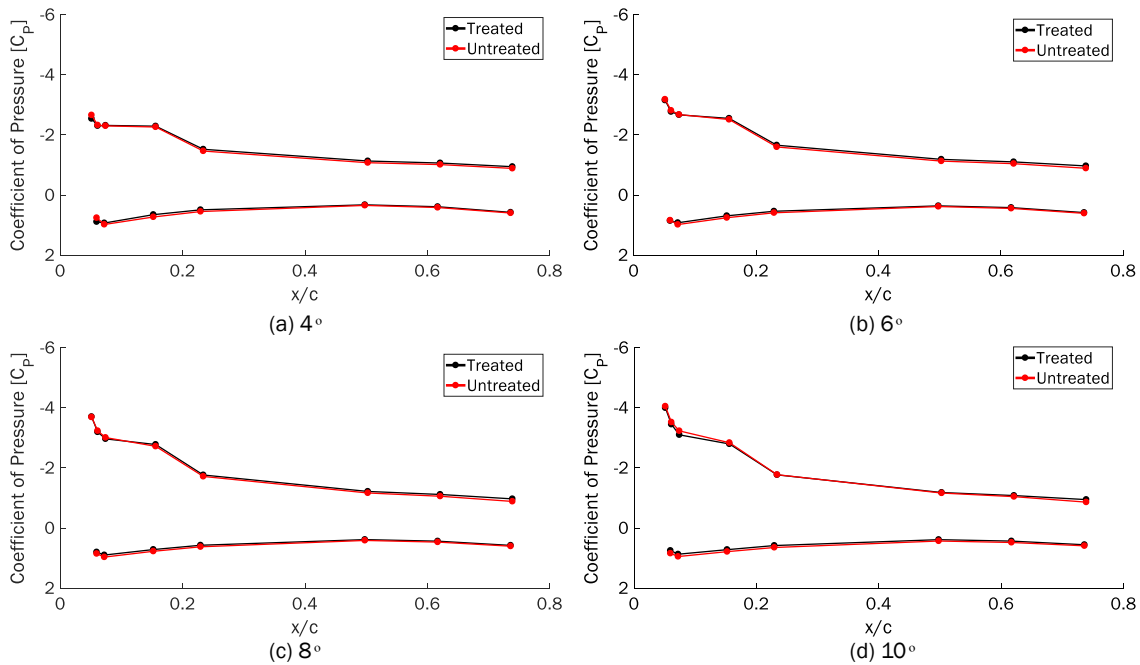 -6
-4
-2
0
2
Coefficient of Pressure [C_P]
Treated
Untreated
0
0.2
0.4
0.6
0.8
x/c
(a) 4°
-6
-4
-2
0
2
Coefficient of Pressure [C_P]
Treated
Untreated
0
0.2
0.4
0.6
0.8
x/c
(b) 6°
-6
-4
-2
0
2
Coefficient of Pressure [C_P]
Treated
Untreated
0
0.2
0.4
0.6
0.8
x/c
(c) 8°
-6
-4
-2
0
2
Coefficient of Pressure [C_P]
Treated
Untreated
0
0.2
0.4
0.6
0.8
x/c
(d) 10°